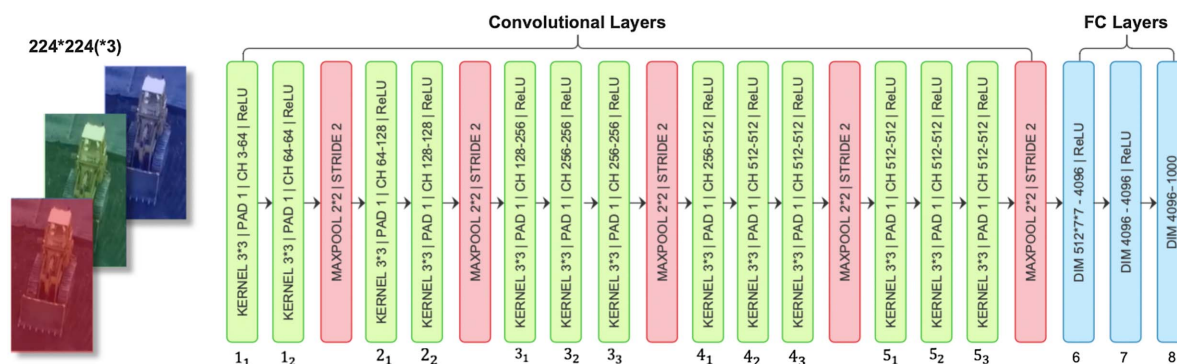 Convolutional Layers
FC Layers
224*224(*3)
KERNEL 3*3 | PAD 1 | CH 3-64 | ReLU
KERNEL 3*3 | PAD 1 | CH 64-64 | ReLU
MAXPOOL 2*2 | STRIDE 2
KERNEL 3*3 | PAD 1 | CH 64-128 | ReLU
KERNEL 3*3 | PAD 1 | CH 128-128 | ReLU
MAXPOOL 2*2 | STRIDE 2
KERNEL 3*3 | PAD 1 | CH 128-256 | ReLU
KERNEL 3*3 | PAD 1 | CH 256-256 | ReLU
KERNEL 3*3 | PAD 1 | CH 256-256 | ReLU
MAXPOOL 2*2 | STRIDE 2
KERNEL 3*3 | PAD 1 | CH 256-512 | ReLU
KERNEL 3*3 | PAD 1 | CH 512-512 | ReLU
KERNEL 3*3 | PAD 1 | CH 512-512 | ReLU
MAXPOOL 2*2 | STRIDE 2
KERNEL 3*3 | PAD 1 | CH 512-512 | ReLU
KERNEL 3*3 | PAD 1 | CH 512-512 | ReLU
KERNEL 3*3 | PAD 1 | CH 512-512 | ReLU
MAXPOOL 2*2 | STRIDE 2
DIM 512*7*7 - 4096 | ReLU
DIM 4096 - 4096 | ReLU
DIM 4096-1000
1₁ 1₂ 2₁ 2₂ 3₁ 3₂ 3₃ 4₁ 4₂ 4₃ 5₁ 5₂ 5₃ 6 7 8